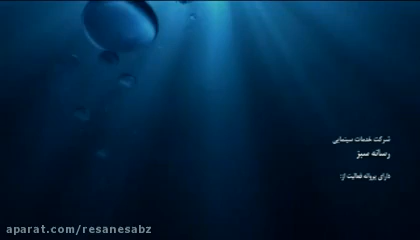 شرکت خدمات سینمایی
رسانه سبز
دارای پروانه فعالیت از:
aparat.com/resanesabz